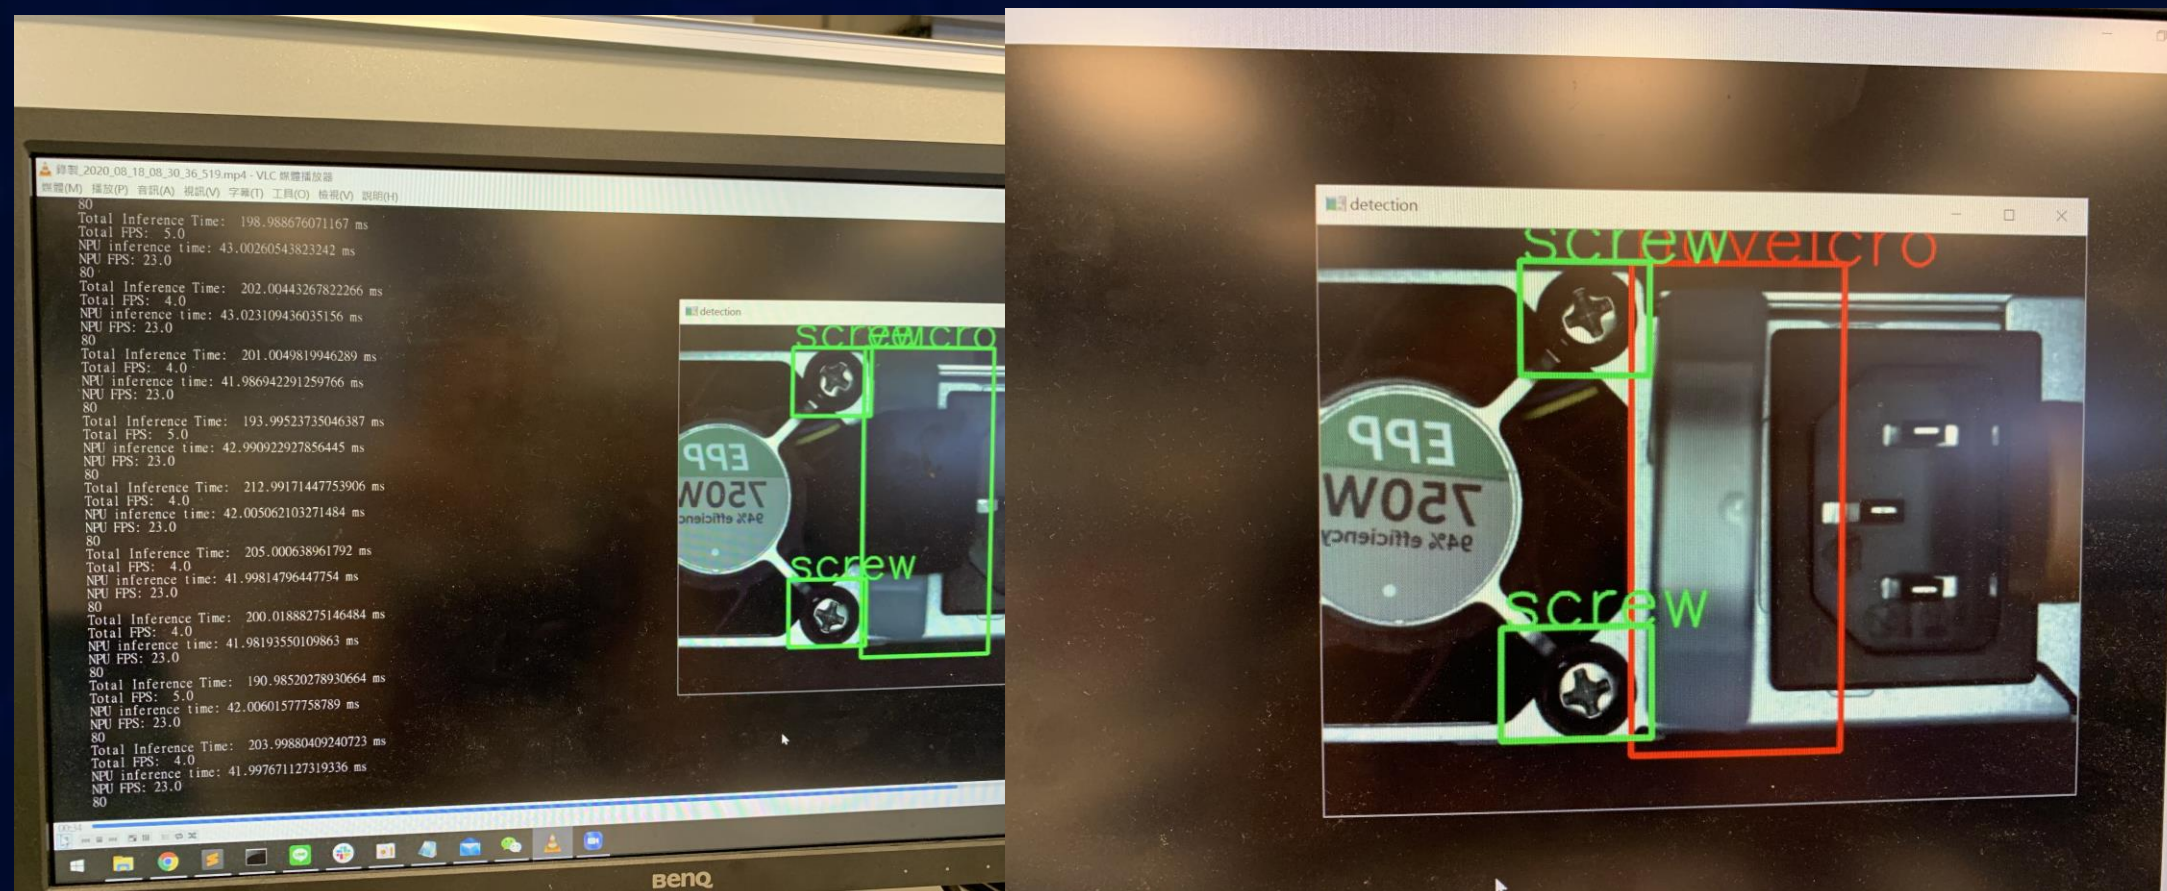 錄製_2020_08_18_08_30_36_519.mp4 - VLC 媒體播放器
媒體(M) 播放(P) 音訊(A) 視訊(V) 字幕(T) 工具(O) 檢視(V) 說明(H)
80
Total Inference Time: 198.988676071167 ms
Total FPS: 5.0
NPU inference time: 43.00260543823242 ms
NPU FPS: 23.0
80
Total Inference Time: 202.00443267822266 ms
Total FPS: 4.0
NPU inference time: 43.023109436035156 ms
NPU FPS: 23.0
80
Total Inference Time: 201.0049819946289 ms
Total FPS: 4.0
NPU inference time: 41.986942291259766 ms
NPU FPS: 23.0
80
Total Inference Time: 193.99523735046387 ms
Total FPS: 5.0
NPU inference time: 42.990922927856445 ms
NPU FPS: 23.0
80
Total Inference Time: 212.99171447753906 ms
Total FPS: 4.0
NPU inference time: 42.005062103271484 ms
NPU FPS: 23.0
80
Total Inference Time: 205.000638961792 ms
Total FPS: 4.0
NPU inference time: 41.99814796447754 ms
NPU FPS: 23.0
80
Total Inference Time: 200.01888275146484 ms
Total FPS: 4.0
NPU inference time: 41.98193550109863 ms
NPU FPS: 23.0
80
Total Inference Time: 190.98520278930664 ms
Total FPS: 5.0
NPU inference time: 42.00601577758789 ms
NPU FPS: 23.0
80
Total Inference Time: 203.99880409240723 ms
Total FPS: 4.0
NPU inference time: 41.997671127319336 ms
NPU FPS: 23.0
80
00:34
BenQ
detection
screw
EPP
750W
94% efficiency
screw
detection
screw
velcro
EPP
750W
94% efficiency
screw